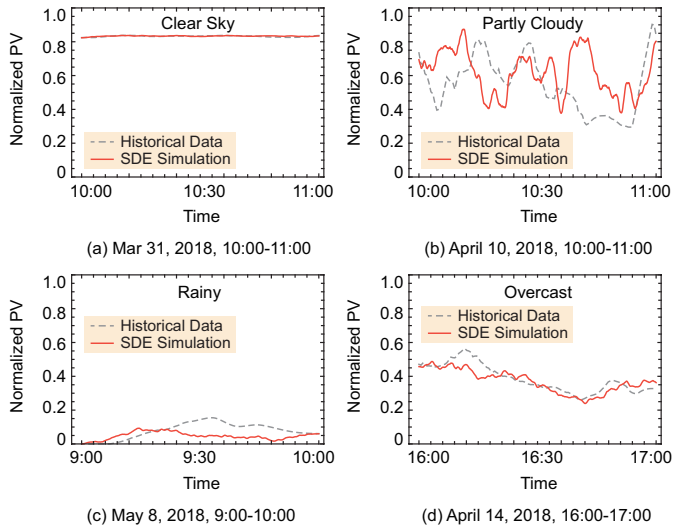 Clear Sky
Normalized PV
1.0
0.8
0.6
0.4
0.2
0
Historical Data
SDE Simulation
10:00
10:30
11:00
Time
(a) Mar 31, 2018, 10:00-11:00
Partly Cloudy
Normalized PV
1.0
0.8
0.6
0.4
0.2
0
Historical Data
SDE Simulation
10:00
10:30
11:00
Time
(b) April 10, 2018, 10:00-11:00
Rainy
Normalized PV
1.0
0.8
0.6
0.4
0.2
0
Historical Data
SDE Simulation
9:00
9:30
10:00
Time
(c) May 8, 2018, 9:00-10:00
Overcast
Normalized PV
1.0
0.8
0.6
0.4
0.2
0
Historical Data
SDE Simulation
16:00
16:30
17:00
Time
(d) April 14, 2018, 16:00-17:00